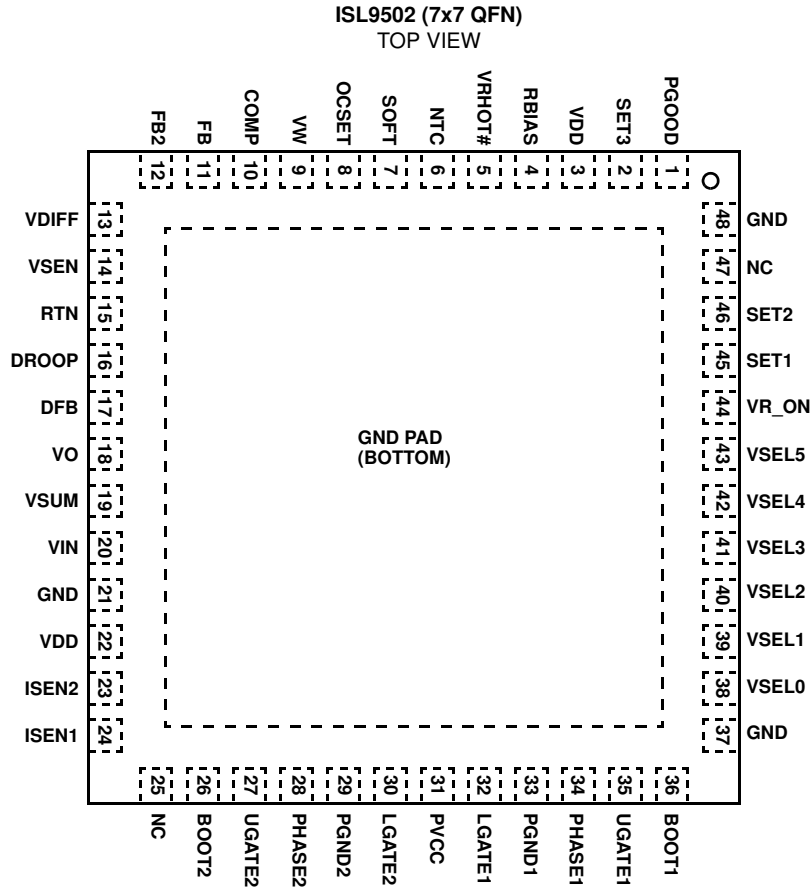 ISL9502 (7x7 QFN)
TOP VIEW
FB2
FB
COMP
VW
OCSET
SOFT
NTC
VRHOT#
RBIAS
VDD
SET3
PGOOD
12
11
10
9
8
7
6
5
4
3
2
1
VDIFF 13
VSEN 14
RTN 15
DROOP 16
DFB 17
VO 18
VSUM 19
VIN 20
GND 21
VDD 22
ISEN2 23
ISEN1 24
GND PAD
(BOTTOM)
48 GND
47 NC
46 SET2
45 SET1
44 VR_ON
43 VSEL5
42 VSEL4
41 VSEL3
40 VSEL2
39 VSEL1
38 VSEL0
37 GND
25
26
27
28
29
30
31
32
33
34
35
36
NC
BOOT2
UGATE2
PHASE2
PGND2
LGATE2
PVCC
LGATE1
PGND1
PHASE1
UGATE1
BOOT1